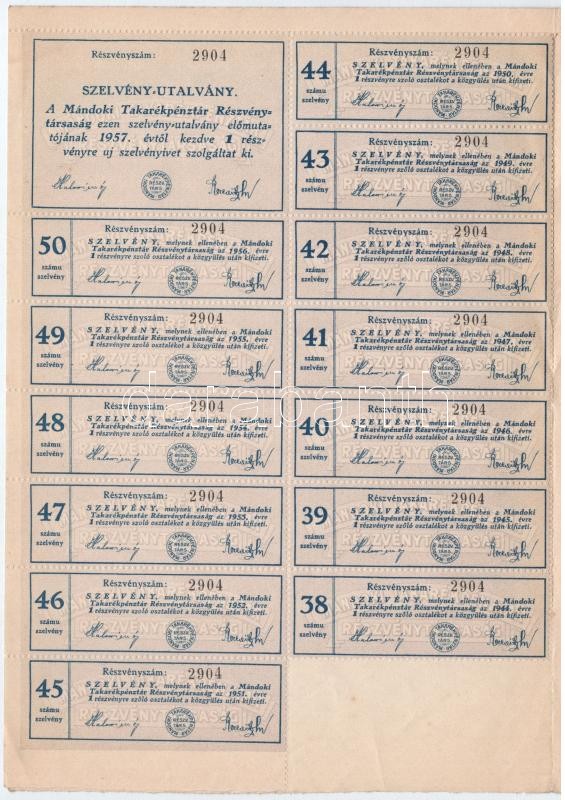 Részvényszám: 2904
SZELVÉNY-UTALVÁNY.
A Mándoki Takarékpénztár Részvény-
társaság ezen szelvény-utalvány előmuta-
tójának 1957. évtől kezdve 1 rész-
vényre uj szelvényivet szolgáltat ki.
50
számu
szelvény
Részvényszám: 2904
SZELVÉNY, melynek ellenében a Mándoki
Takarékpénztár Részvénytársaság az 1956. évre
1 részvényre szóló osztalékot a közgyülés után kifizeti.
49
számu
szelvény
Részvényszám: 2904
SZELVÉNY, melynek ellenében a Mándoki
Takarékpénztár Részvénytársaság az 1955. évre
1 részvényre szóló osztalékot a közgyülés után kifizeti.
48
számu
szelvény
Részvényszám: 2904
SZELVÉNY, melynek ellenében a Mándoki
Takarékpénztár Részvénytársaság az 1954. évre
1 részvényre szóló osztalékot a közgyülés után kifizeti.
47
számu
szelvény
Részvényszám: 2904
SZELVÉNY, melynek ellenében a Mándoki
Takarékpénztár Részvénytársaság az 1953. évre
1 részvényre szóló osztalékot a közgyülés után kifizeti.
46
számu
szelvény
Részvényszám: 2904
SZELVÉNY, melynek ellenében a Mándoki
Takarékpénztár Részvénytársaság az 1952. évre
1 részvényre szóló osztalékot a közgyülés után kifizeti.
45
számu
szelvény
Részvényszám: 2904
SZELVÉNY, melynek ellenében a Mándoki
Takarékpénztár Részvénytársaság az 1951. évre
1 részvényre szóló osztalékot a közgyülés után kifizeti.
44
számu
szelvény
Részvényszám: 2904
SZELVÉNY, melynek ellenében a Mándoki
Takarékpénztár Részvénytársaság az 1950. évre
1 részvényre szóló osztalékot a közgyülés után kifizeti.
43
számu
szelvény
Részvényszám: 2904
SZELVÉNY, melynek ellenében a Mándoki
Takarékpénztár Részvénytársaság az 1949. évre
1 részvényre szóló osztalékot a közgyülés után kifizeti.
42
számu
szelvény
Részvényszám: 2904
SZELVÉNY, melynek ellenében a Mándoki
Takarékpénztár Részvénytársaság az 1948. évre
1 részvényre szóló osztalékot a közgyülés után kifizeti.
41
számu
szelvény
Részvényszám: 2904
SZELVÉNY, melynek ellenében a Mándoki
Takarékpénztár Részvénytársaság az 1947. évre
1 részvényre szóló osztalékot a közgyülés után kifizeti.
40
számu
szelvény
Részvényszám: 2904
SZELVÉNY, melynek ellenében a Mándoki
Takarékpénztár Részvénytársaság az 1946. évre
1 részvényre szóló osztalékot a közgyülés után kifizeti.
39
számu
szelvény
Részvényszám: 2904
SZELVÉNY, melynek ellenében a Mándoki
Takarékpénztár Részvénytársaság az 1945. évre
1 részvényre szóló osztalékot a közgyülés után kifizeti.
38
számu
szelvény
Részvényszám: 2904
SZELVÉNY, melynek ellenében a Mándoki
Takarékpénztár Részvénytársaság az 1944. évre
1 részvényre szóló osztalékot a közgyülés után kifizeti.
databanth